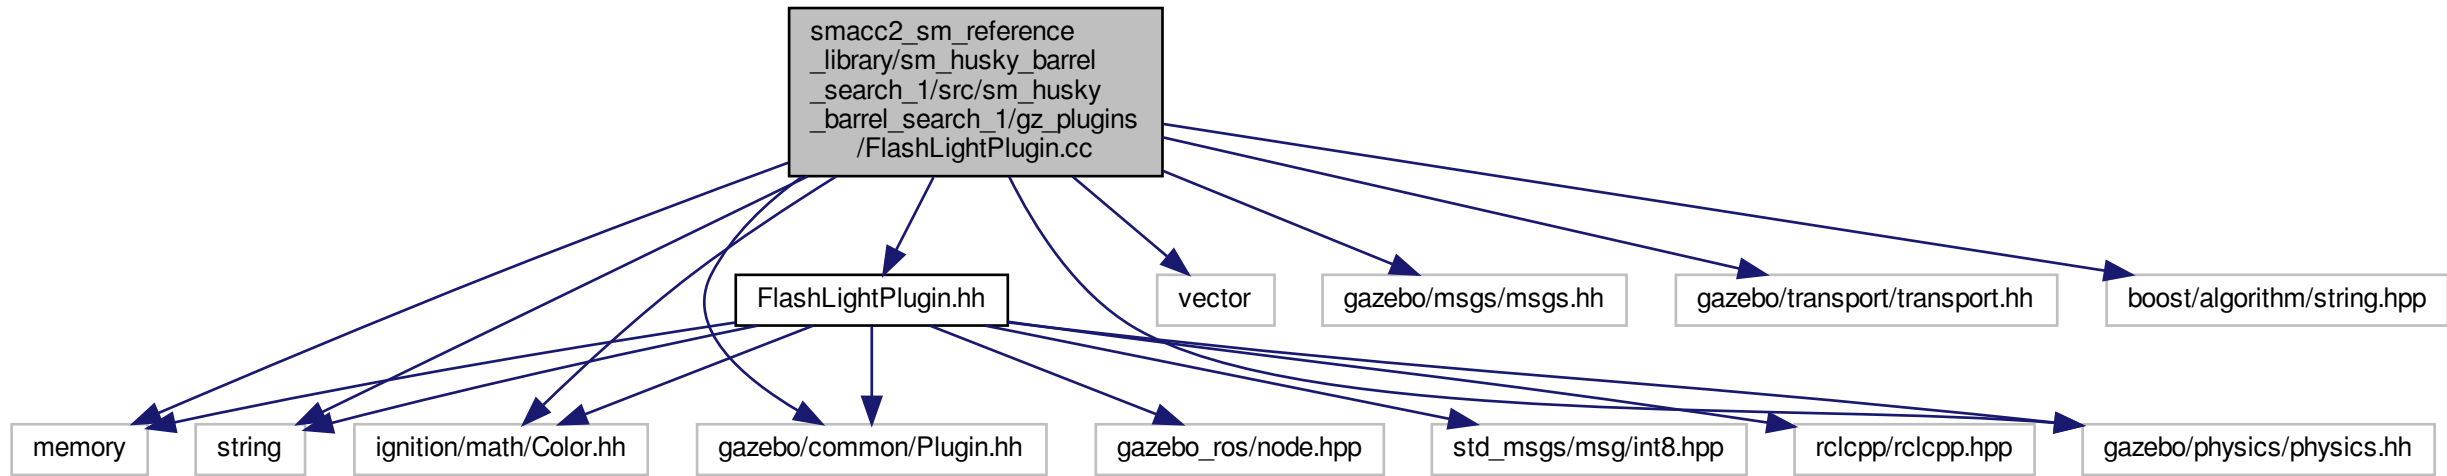 smacc2_sm_reference
_library/sm_husky_barrel
_search_1/src/sm_husky
_barrel_search_1/gz_plugins
/FlashLightPlugin.cc
FlashLightPlugin.hh
vector
gazebo/msgs/msgs.hh
gazebo/transport/transport.hh
boost/algorithm/string.hpp
memory
string
ignition/math/Color.hh
gazebo/common/Plugin.hh
gazebo_ros/node.hpp
std_msgs/msg/int8.hpp
rclcpp/rclcpp.hpp
gazebo/physics/physics.hh